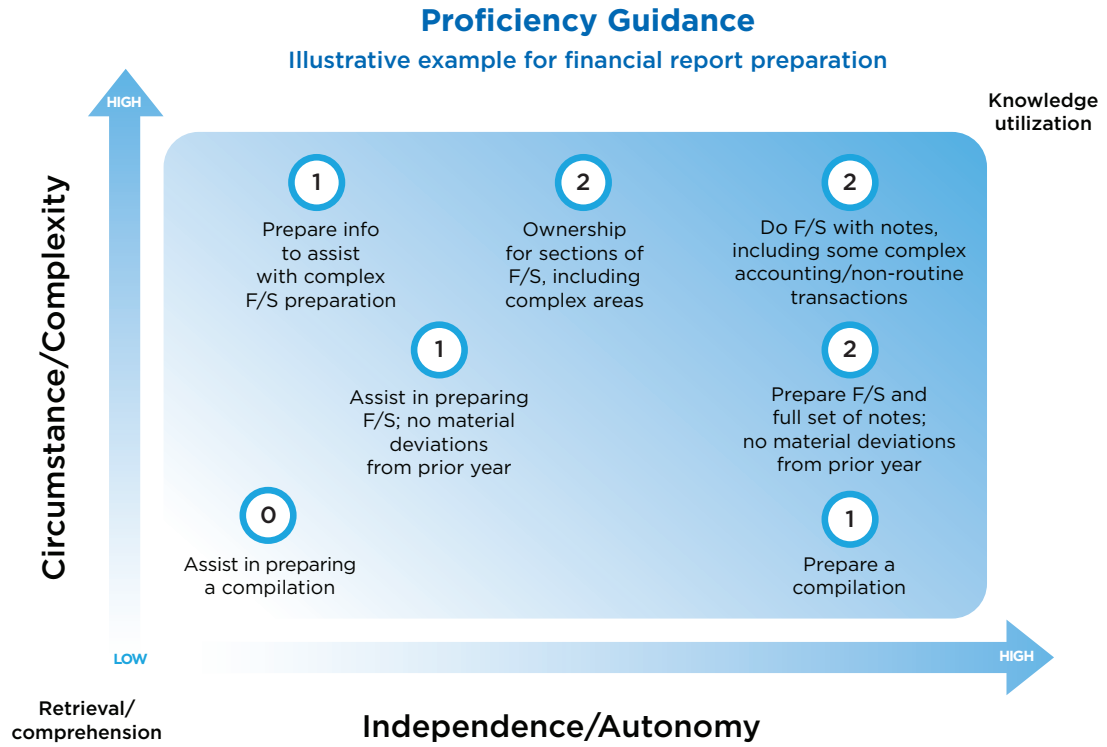 Proficiency Guidance
Illustrative example for financial report preparation
HIGH
Knowledge
utilization
Circumstance/Complexity
1
Prepare info
to assist
with complex
F/S preparation
2
Ownership
for sections of
F/S, including
complex areas
2
Do F/S with notes,
including some complex
accounting/non-routine
transactions
1
Assist in preparing
F/S; no material
deviations
from prior year
2
Prepare F/S and
full set of notes;
no material deviations
from prior year
0
Assist in preparing
a compilation
1
Prepare a
compilation
LOW
HIGH
Retrieval/
comprehension
Independence/Autonomy